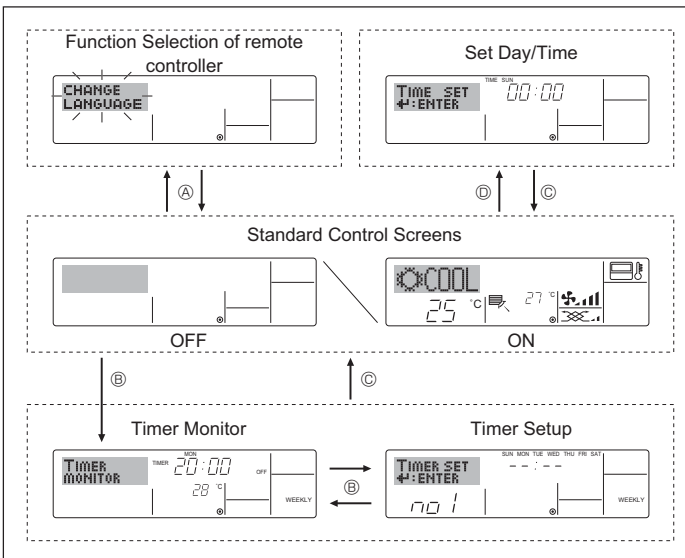 Function Selection of remote
controller
CHANGE
LANGUAGE
Set Day/Time
TIME SUN
TIME SET 00:00
↵:ENTER
Ⓐ
Ⓓ
Ⓒ
Standard Control Screens
COOL
25 °C
27 °C
OFF
ON
Ⓑ
Ⓒ
Timer Monitor
MON
TIMER
MONITOR
TIMER 20:00 OFF
28 °C
WEEKLY
Ⓑ
Timer Setup
SUN MON TUE WED THU FRI SAT
TIMER SET --:--
↵:ENTER
no 1
WEEKLY